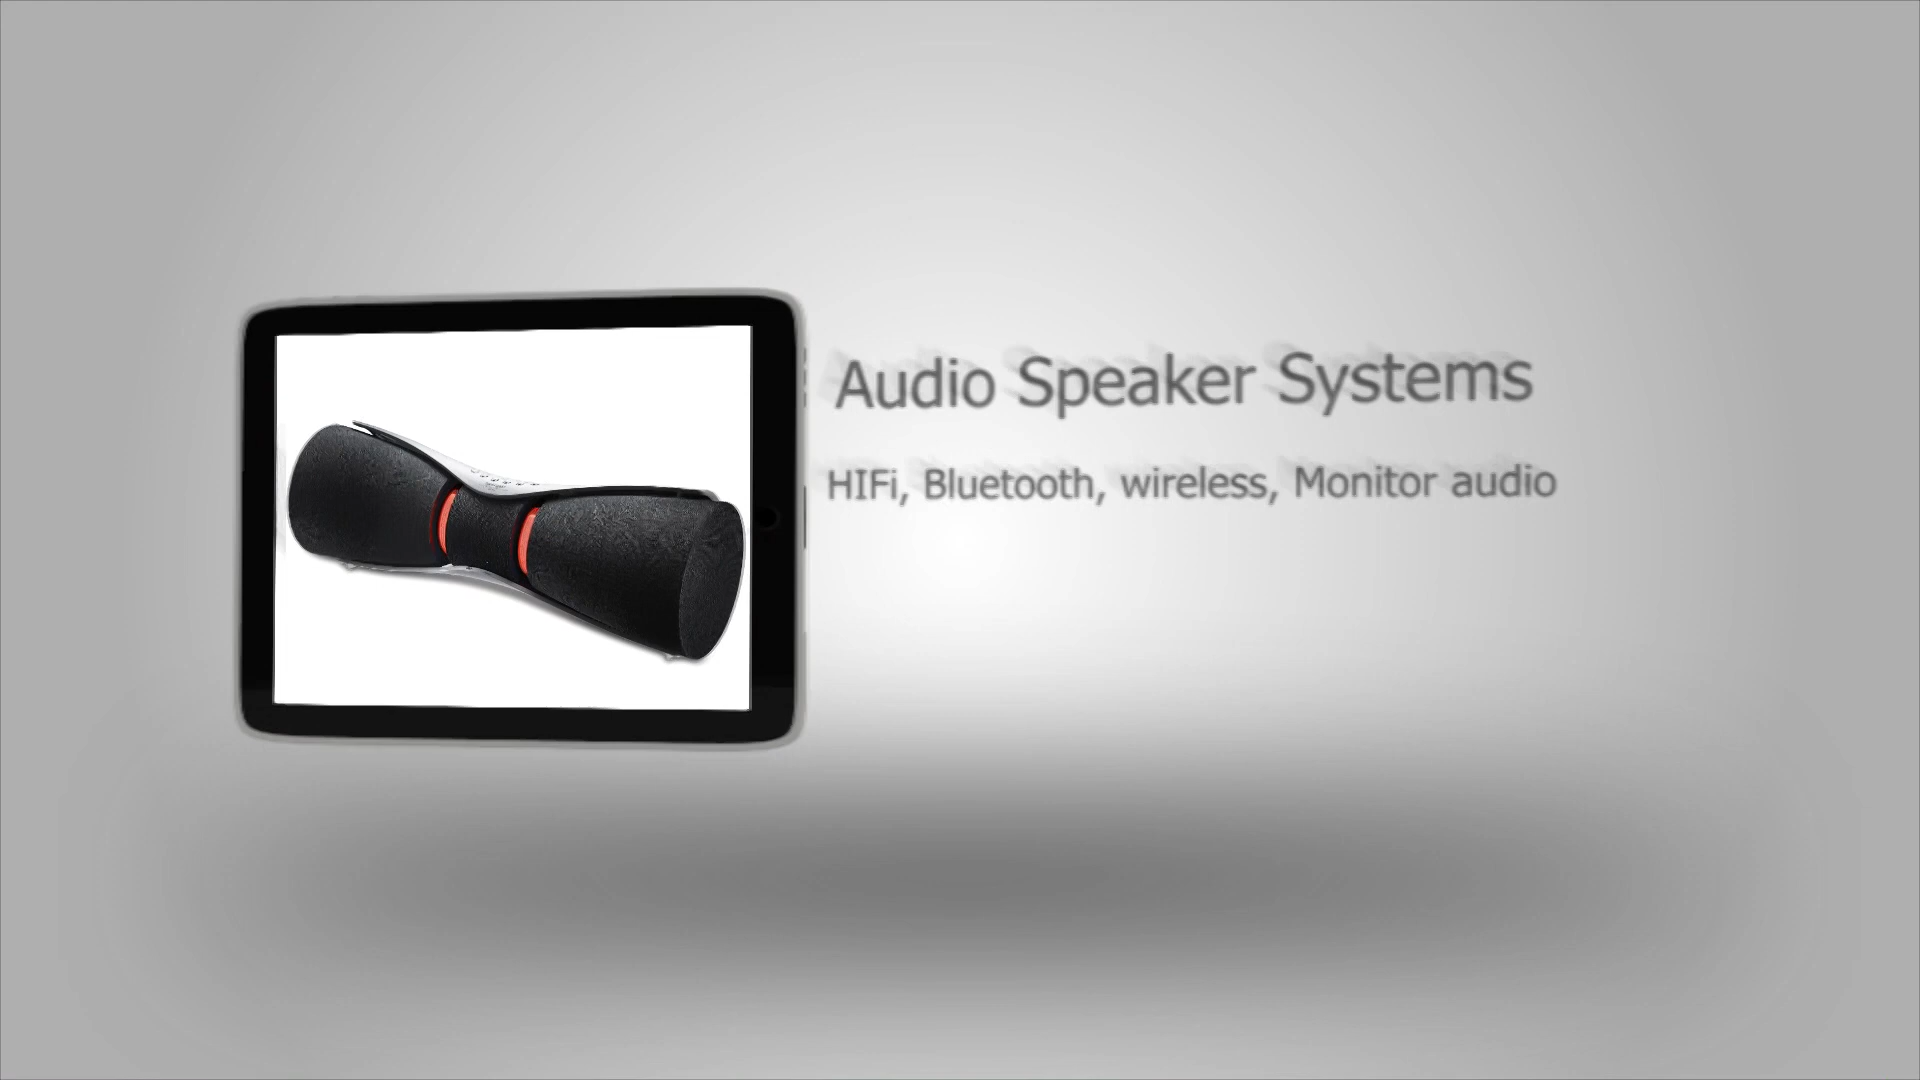 Audio Speaker Systems
HIFi, Bluetooth, wireless, Monitor audio